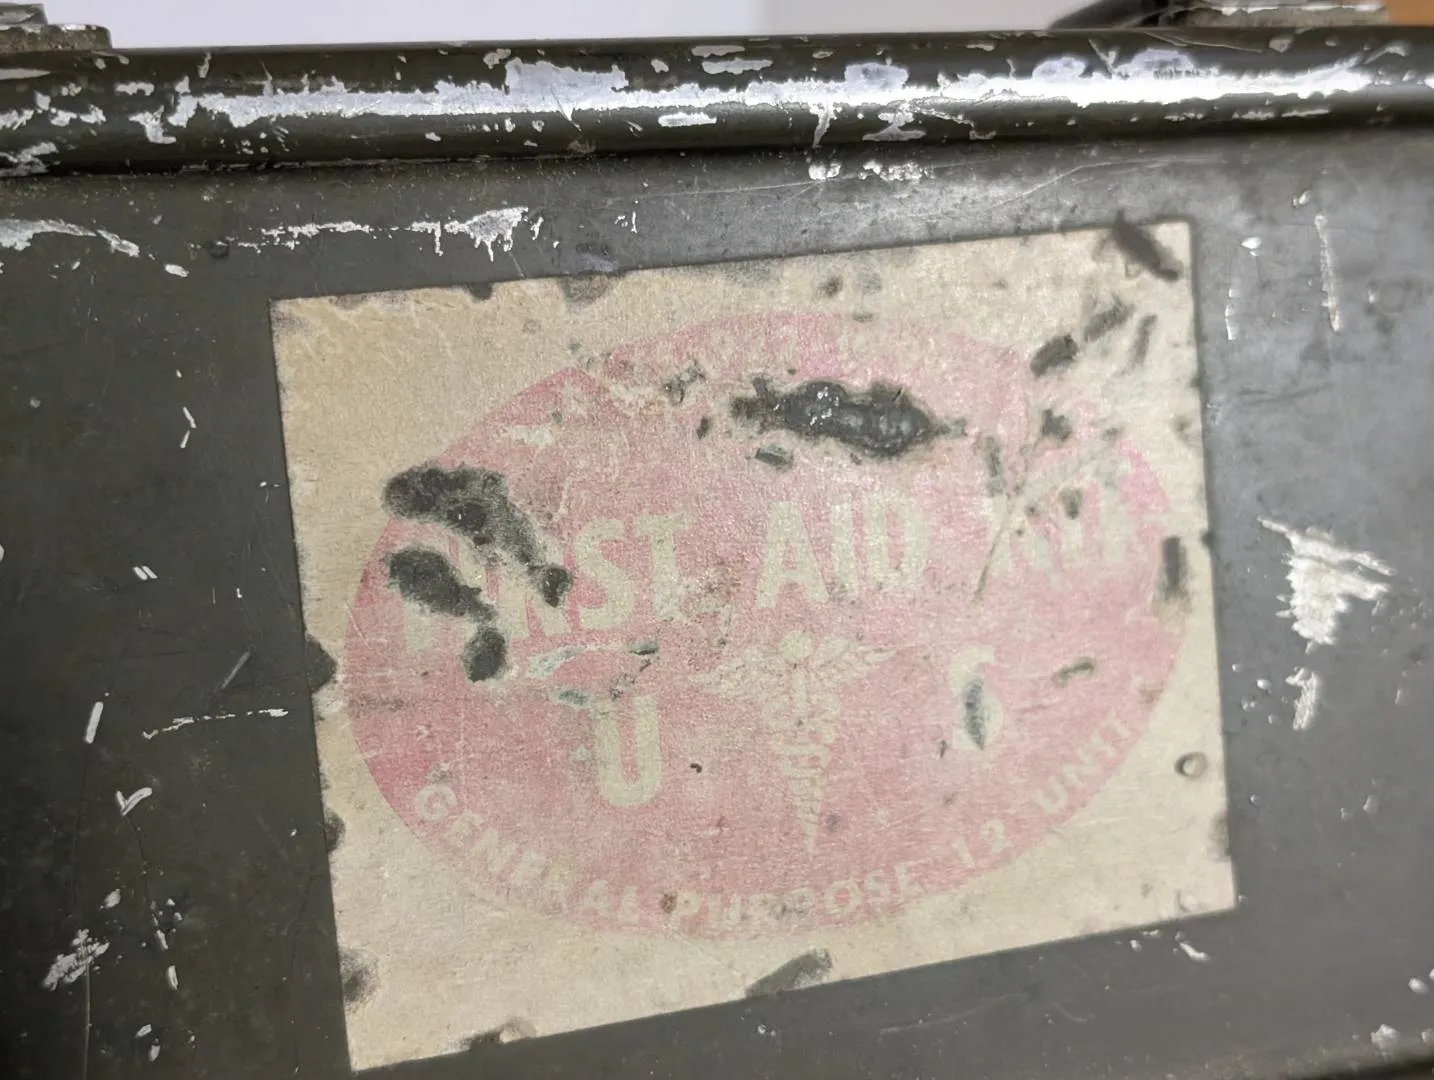 FIRST AID KIT
U S
GENERAL PURPOSE 12 UNIT